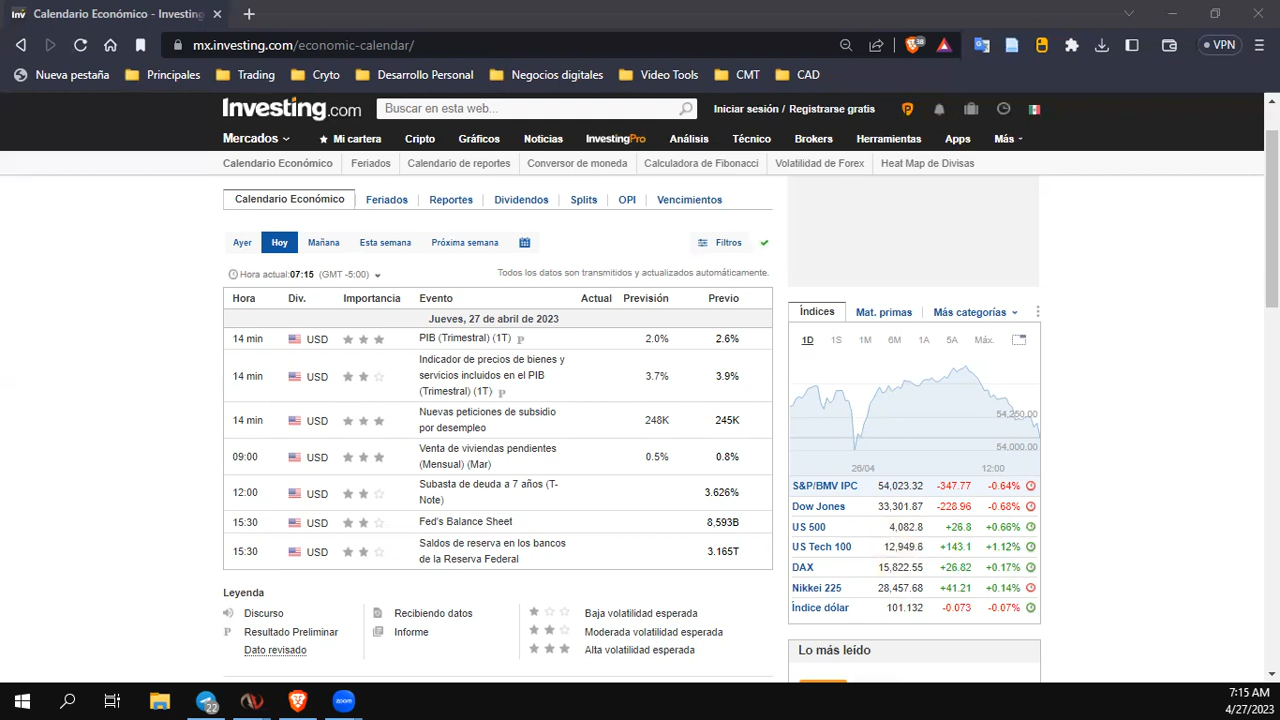 Calendario Económico - Investing
mx.investing.com/economic-calendar/
38
VPN
Nueva pestaña
Principales
Trading
Cryto
Desarrollo Personal
Negocios digitales
Video Tools
CMT
CAD
Investing.com
Buscar en esta web...
Iniciar sesión / Registrarse gratis
Mercados
Mi cartera
Cripto
Gráficos
Noticias
InvestingPro
Análisis
Técnico
Brokers
Herramientas
Apps
Más
Calendario Económico
Feriados
Calendario de reportes
Conversor de moneda
Calculadora de Fibonacci
Volatilidad de Forex
Heat Map de Divisas
Calendario Económico
Feriados
Reportes
Dividendos
Splits
OPI
Vencimientos
Ayer
Hoy
Mañana
Esta semana
Próxima semana
Filtros
Hora actual:07:15 (GMT -5:00)
Todos los datos son transmitidos y actualizados automáticamente.
Hora Div. Importancia Evento Actual Previsión Previo
Jueves, 27 de abril de 2023
14 min USD PIB (Trimestral) (1T) P 2.0% 2.6%
Indicador de precios de bienes y
14 min USD servicios incluidos en el PIB 3.7% 3.9%
(Trimestral) (1T) P
Nuevas peticiones de subsidio
14 min USD por desempleo 248K 245K
Venta de viviendas pendientes
09:00 USD (Mensual) (Mar) 0.5% 0.8%
Subasta de deuda a 7 años (T-
12:00 USD Note) 3.626%
15:30 USD Fed's Balance Sheet 8,593B
Saldos de reserva en los bancos
15:30 USD de la Reserva Federal 3.165T
Leyenda
Discurso
Recibiendo datos
Baja volatilidad esperada
P Resultado Preliminar
Informe
Moderada volatilidad esperada
Dato revisado
Alta volatilidad esperada
Índices
Mat. primas
Más categorías
1D 1S 1M 6M 1A 5A Máx.
54,250.00
54,000.00
26/04 12:00
S&P/BMV IPC 54,023.32 -347.77 -0.64%
Dow Jones 33,301.87 -228.96 -0.68%
US 500 4,082.8 +26.8 +0.66%
US Tech 100 12,949.6 +143.1 +1.12%
DAX 15,822.55 +26.82 +0.17%
Nikkei 225 28,457.68 +41.21 +0.14%
Índice dólar 101.132 -0.073 -0.07%
Lo más leído
22
zoom
7:15 AM
4/27/2023